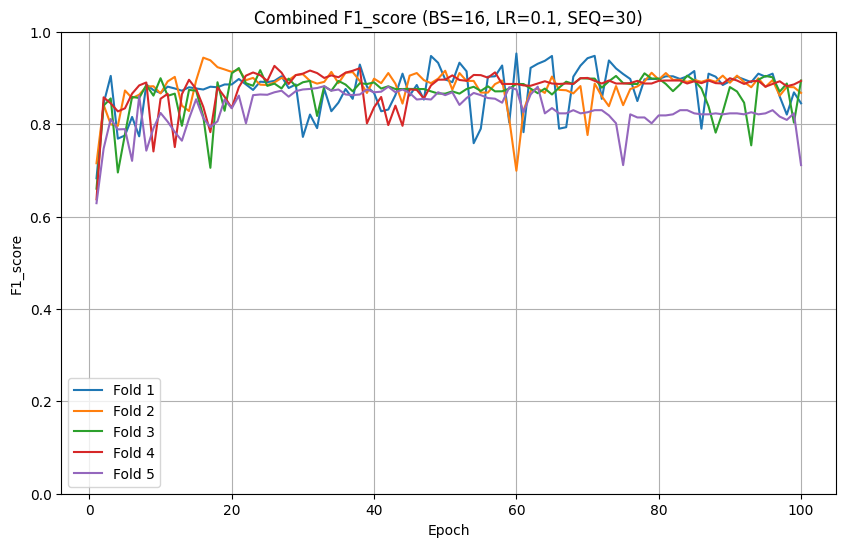 Combined F1_score (BS=16, LR=0.1, SEQ=30)
1.0
0.8
0.6
0.4
0.2
0.0
F1_score
Fold 1
Fold 2
Fold 3
Fold 4
Fold 5
0 20 40 60 80 100
Epoch